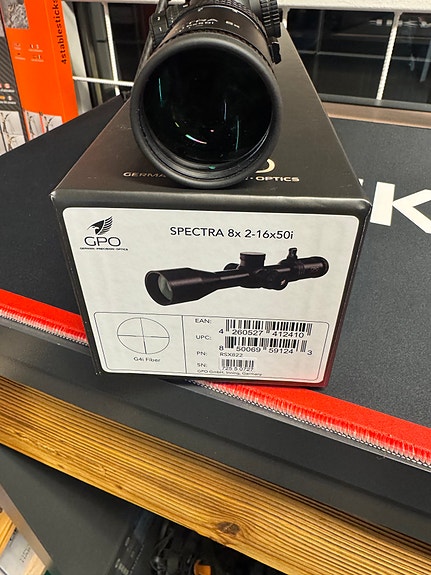 4stablesticks
GPO
GERMAN PRECISION OPTICS
SPECTRA 8x 2-16x50i
G4i Fiber
EAN:
4 260527 412410
UPC:
8 50069 59124 3
PN: RSX822
SN:
GPO GmbH, Inning, Germany